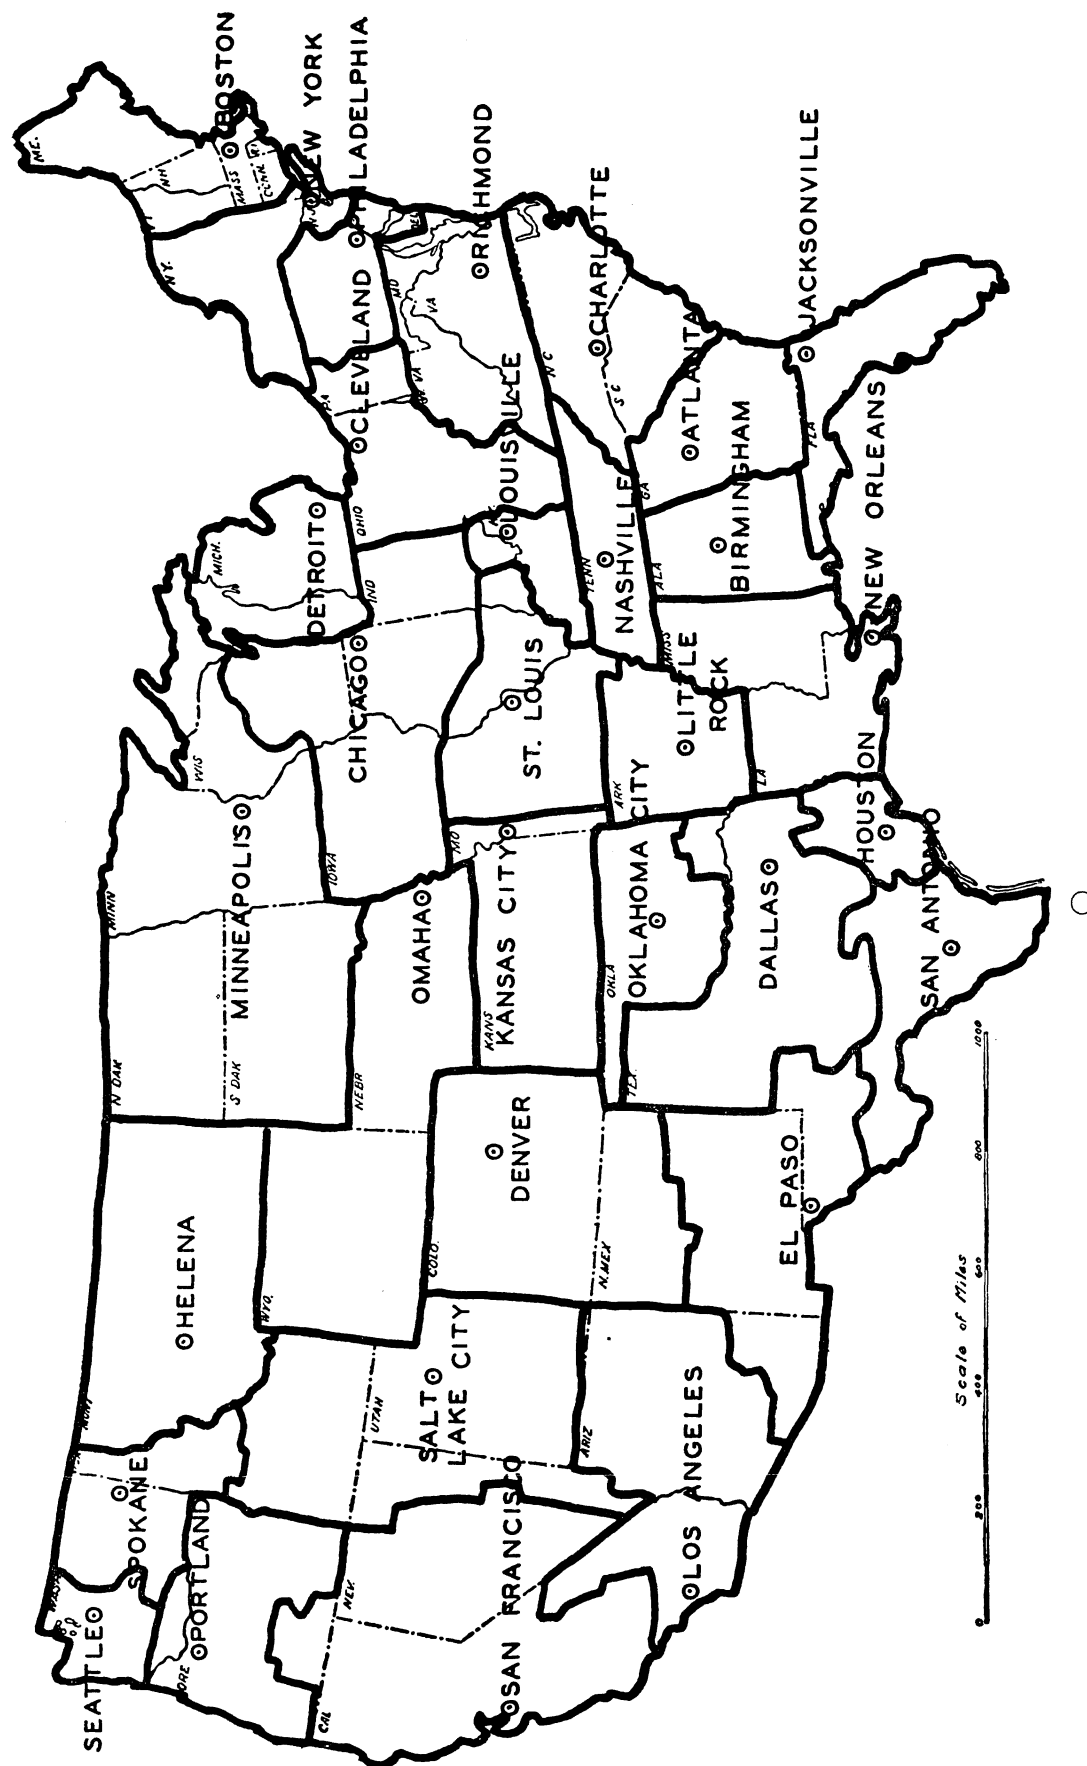 SEATTLE
SPOKANE
PORTLAND
HELENA
MINNEAPOLIS
SAN FRANCISCO
SALT
LAKE CITY
DENVER
OMAHA
KANSAS CITY
CHICAGO
DETROIT
CLEVELAND
ST. LOUIS
LOUISVILLE
LOS ANGELES
EL PASO
OKLAHOMA CITY
DALLAS
SAN ANTONIO
HOUSTON
LITTLE
ROCK
NEW ORLEANS
NASHVILLE
BIRMINGHAM
ATLANTA
JACKSONVILLE
CHARLOTTE
RICHMOND
PHILADELPHIA
NEW YORK
BOSTON
WASH
ORE
CAL
NEV.
MONT
WYO.
UTAH
ARIZ
COLO.
N.MEX
N DAK
S DAK
NEBR
KANS
OKLA
TEX.
MINN
IOWA
MO
ARK
LA
WIS
MICH.
IND
OHIO
TENN
MISS
ALA
GA
FLA
S C
N C
VA
W. VA
MD
DEL
PA
N.Y.
N.J.
CONN
R I
MASS
NH
ME.
Scale of Miles
0 200 400 600 800 1000